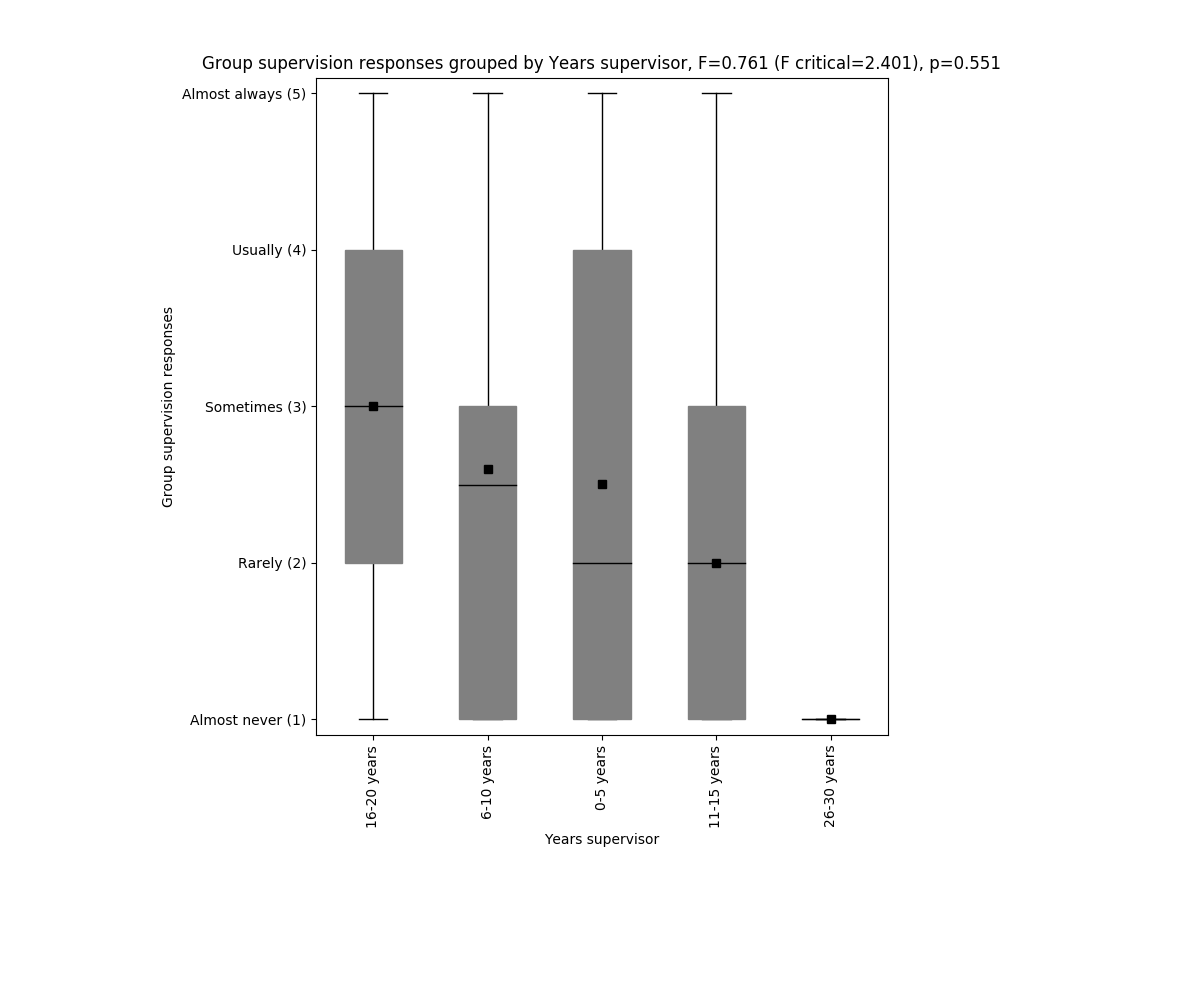 Group supervision responses grouped by Years supervisor, F=0.761 (F critical=2.401), p=0.551
Almost always (5)
Usually (4)
Sometimes (3)
Rarely (2)
Almost never (1)
Group supervision responses
16-20 years
6-10 years
0-5 years
11-15 years
26-30 years
Years supervisor